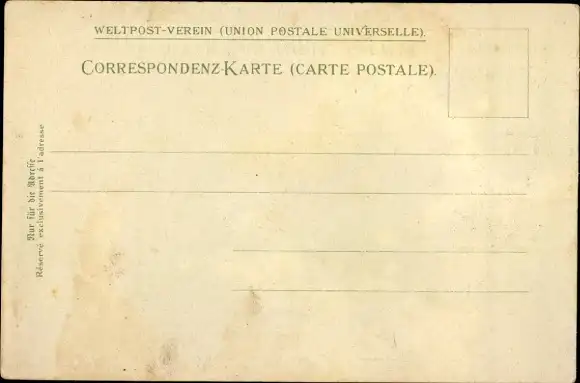 WELTPOST-VEREIN (UNION POSTALE UNIVERSELLE).
CORRESPONDENZ-KARTE (CARTE POSTALE).
Nur für die Adresse
Réservé exclusivement à l'adresse